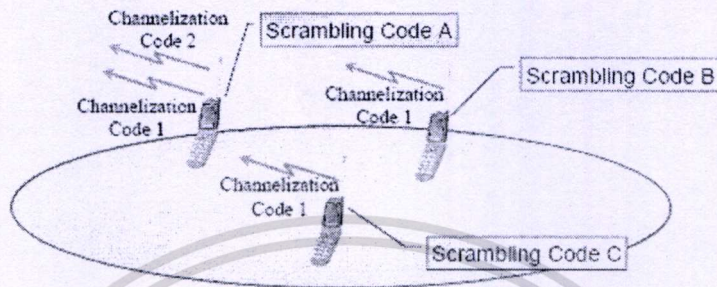 Channelization
Code 2
Scrambling Code A
Channelization
Code 1
Channelization
Code 1
Scrambling Code B
Channelization
Code 1
Scrambling Code C